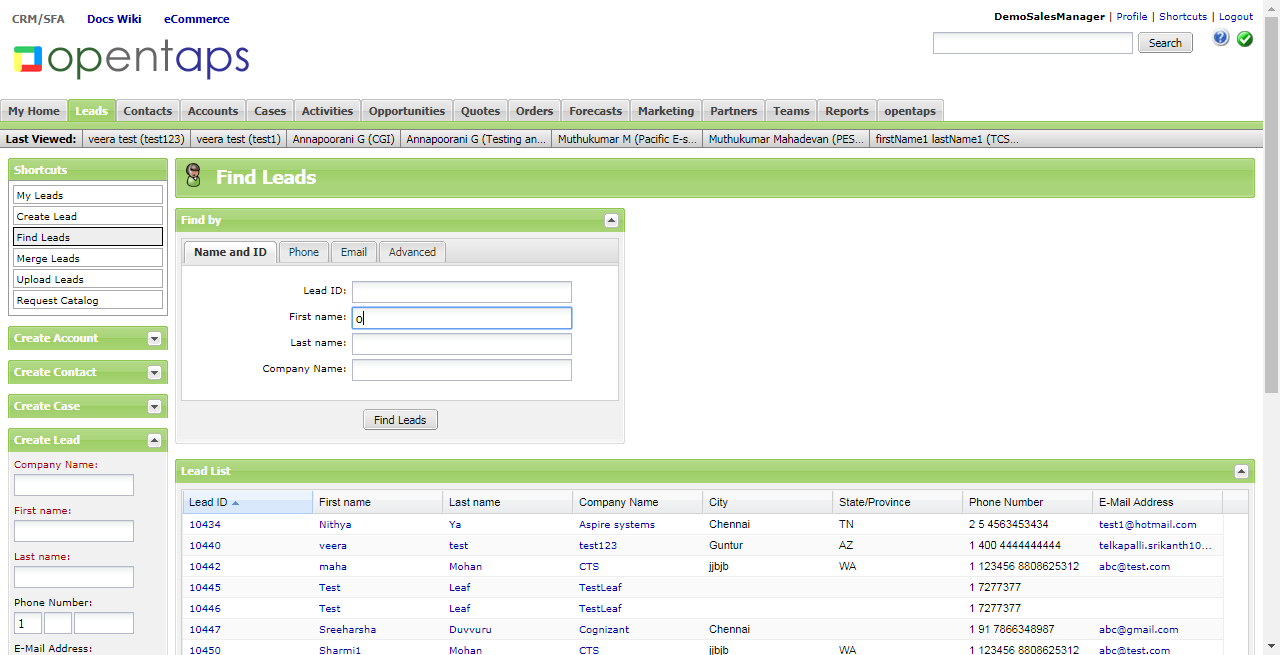 CRM/SFA Docs Wiki eCommerce
DemoSalesManager | Profile | Shortcuts | Logout
opentaps
Search
My Home Leads Contacts Accounts Cases Activities Opportunities Quotes Orders Forecasts Marketing Partners Teams Reports opentaps
Last Viewed: veera test (test123) veera test (test1) Annapoorani G (CGI) Annapoorani G (Testing an... Muthukumar M (Pacific E-s... Muthukumar Mahadevan (PES... firstName1 lastName1 (TCS...
Shortcuts
My Leads
Create Lead
Find Leads
Merge Leads
Upload Leads
Request Catalog
Create Account
Create Contact
Create Case
Create Lead
Company Name:
First name:
Last name:
Phone Number:
1
E-Mail Address:
Find Leads
Find by
Name and ID Phone Email Advanced
Lead ID:
First name: o
Last name:
Company Name:
Find Leads
Lead List
Lead ID First name Last name Company Name City State/Province Phone Number E-Mail Address
10434 Nithya Ya Aspire systems Chennai TN 2 5 4563453434 test1@hotmail.com
10440 veera test test123 Guntur AZ 1 400 4444444444 telkapalli.srikanth10...
10442 maha Mohan CTS jjbjb WA 1 123456 8808625312 abc@test.com
10445 Test Leaf TestLeaf 1 7277377
10446 Test Leaf TestLeaf 1 7277377
10447 Sreeharsha Duvvuru Cognizant Chennai 1 91 7866348987 abc@gmail.com
10450 Sharmi1 Mohan CTS jjbjb WA 1 123456 8808625312 abc@test.com